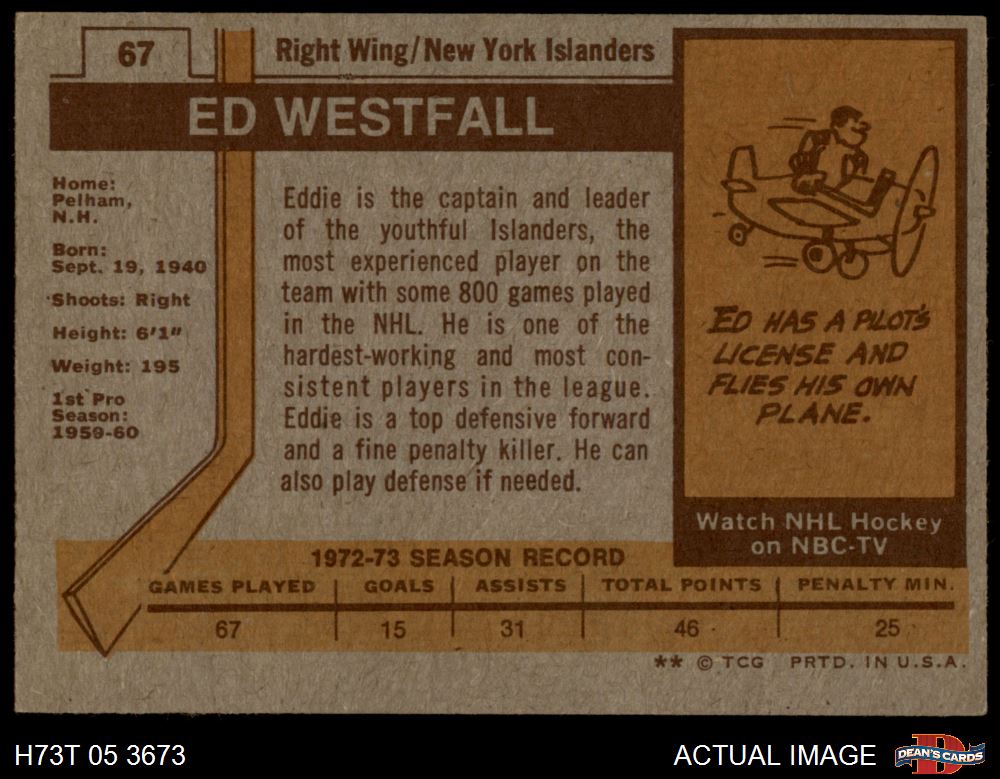 67
Right Wing/New York Islanders
ED WESTFALL
Home:
Pelham,
N.H.
Born:
Sept. 19, 1940
Shoots: Right
Height: 6'1"
Weight: 195
1st Pro
Season:
1959-60
Eddie is the captain and leader
of the youthful Islanders, the
most experienced player on the
team with some 800 games played
in the NHL. He is one of the
hardest-working and most con-
sistent players in the league.
Eddie is a top defensive forward
and a fine penalty killer. He can
also play defense if needed.
ED HAS A PILOT'S
LICENSE AND
FLIES HIS OWN
PLANE.
Watch NHL Hockey
on NBC-TV
1972-73 SEASON RECORD
GAMES PLAYED GOALS ASSISTS TOTAL POINTS PENALTY MIN.
67 15 31 46 25
** © TCG PRTD. IN U.S.A.
H73T 05 3673
ACTUAL IMAGE
DEAN'S CARDS